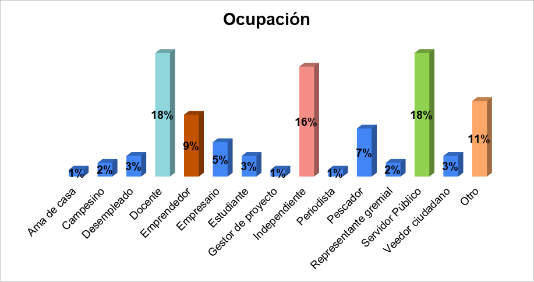 Ocupación
1%
2%
3%
18%
9%
5%
3%
1%
16%
1%
7%
2%
18%
3%
11%
Ama de casa
Campesino
Desempleado
Docente
Emprendedor
Empresario
Estudiante
Gestor de proyecto
Independiente
Periodista
Pescador
Representante gremial
Servidor Público
Veedor ciudadano
Otro